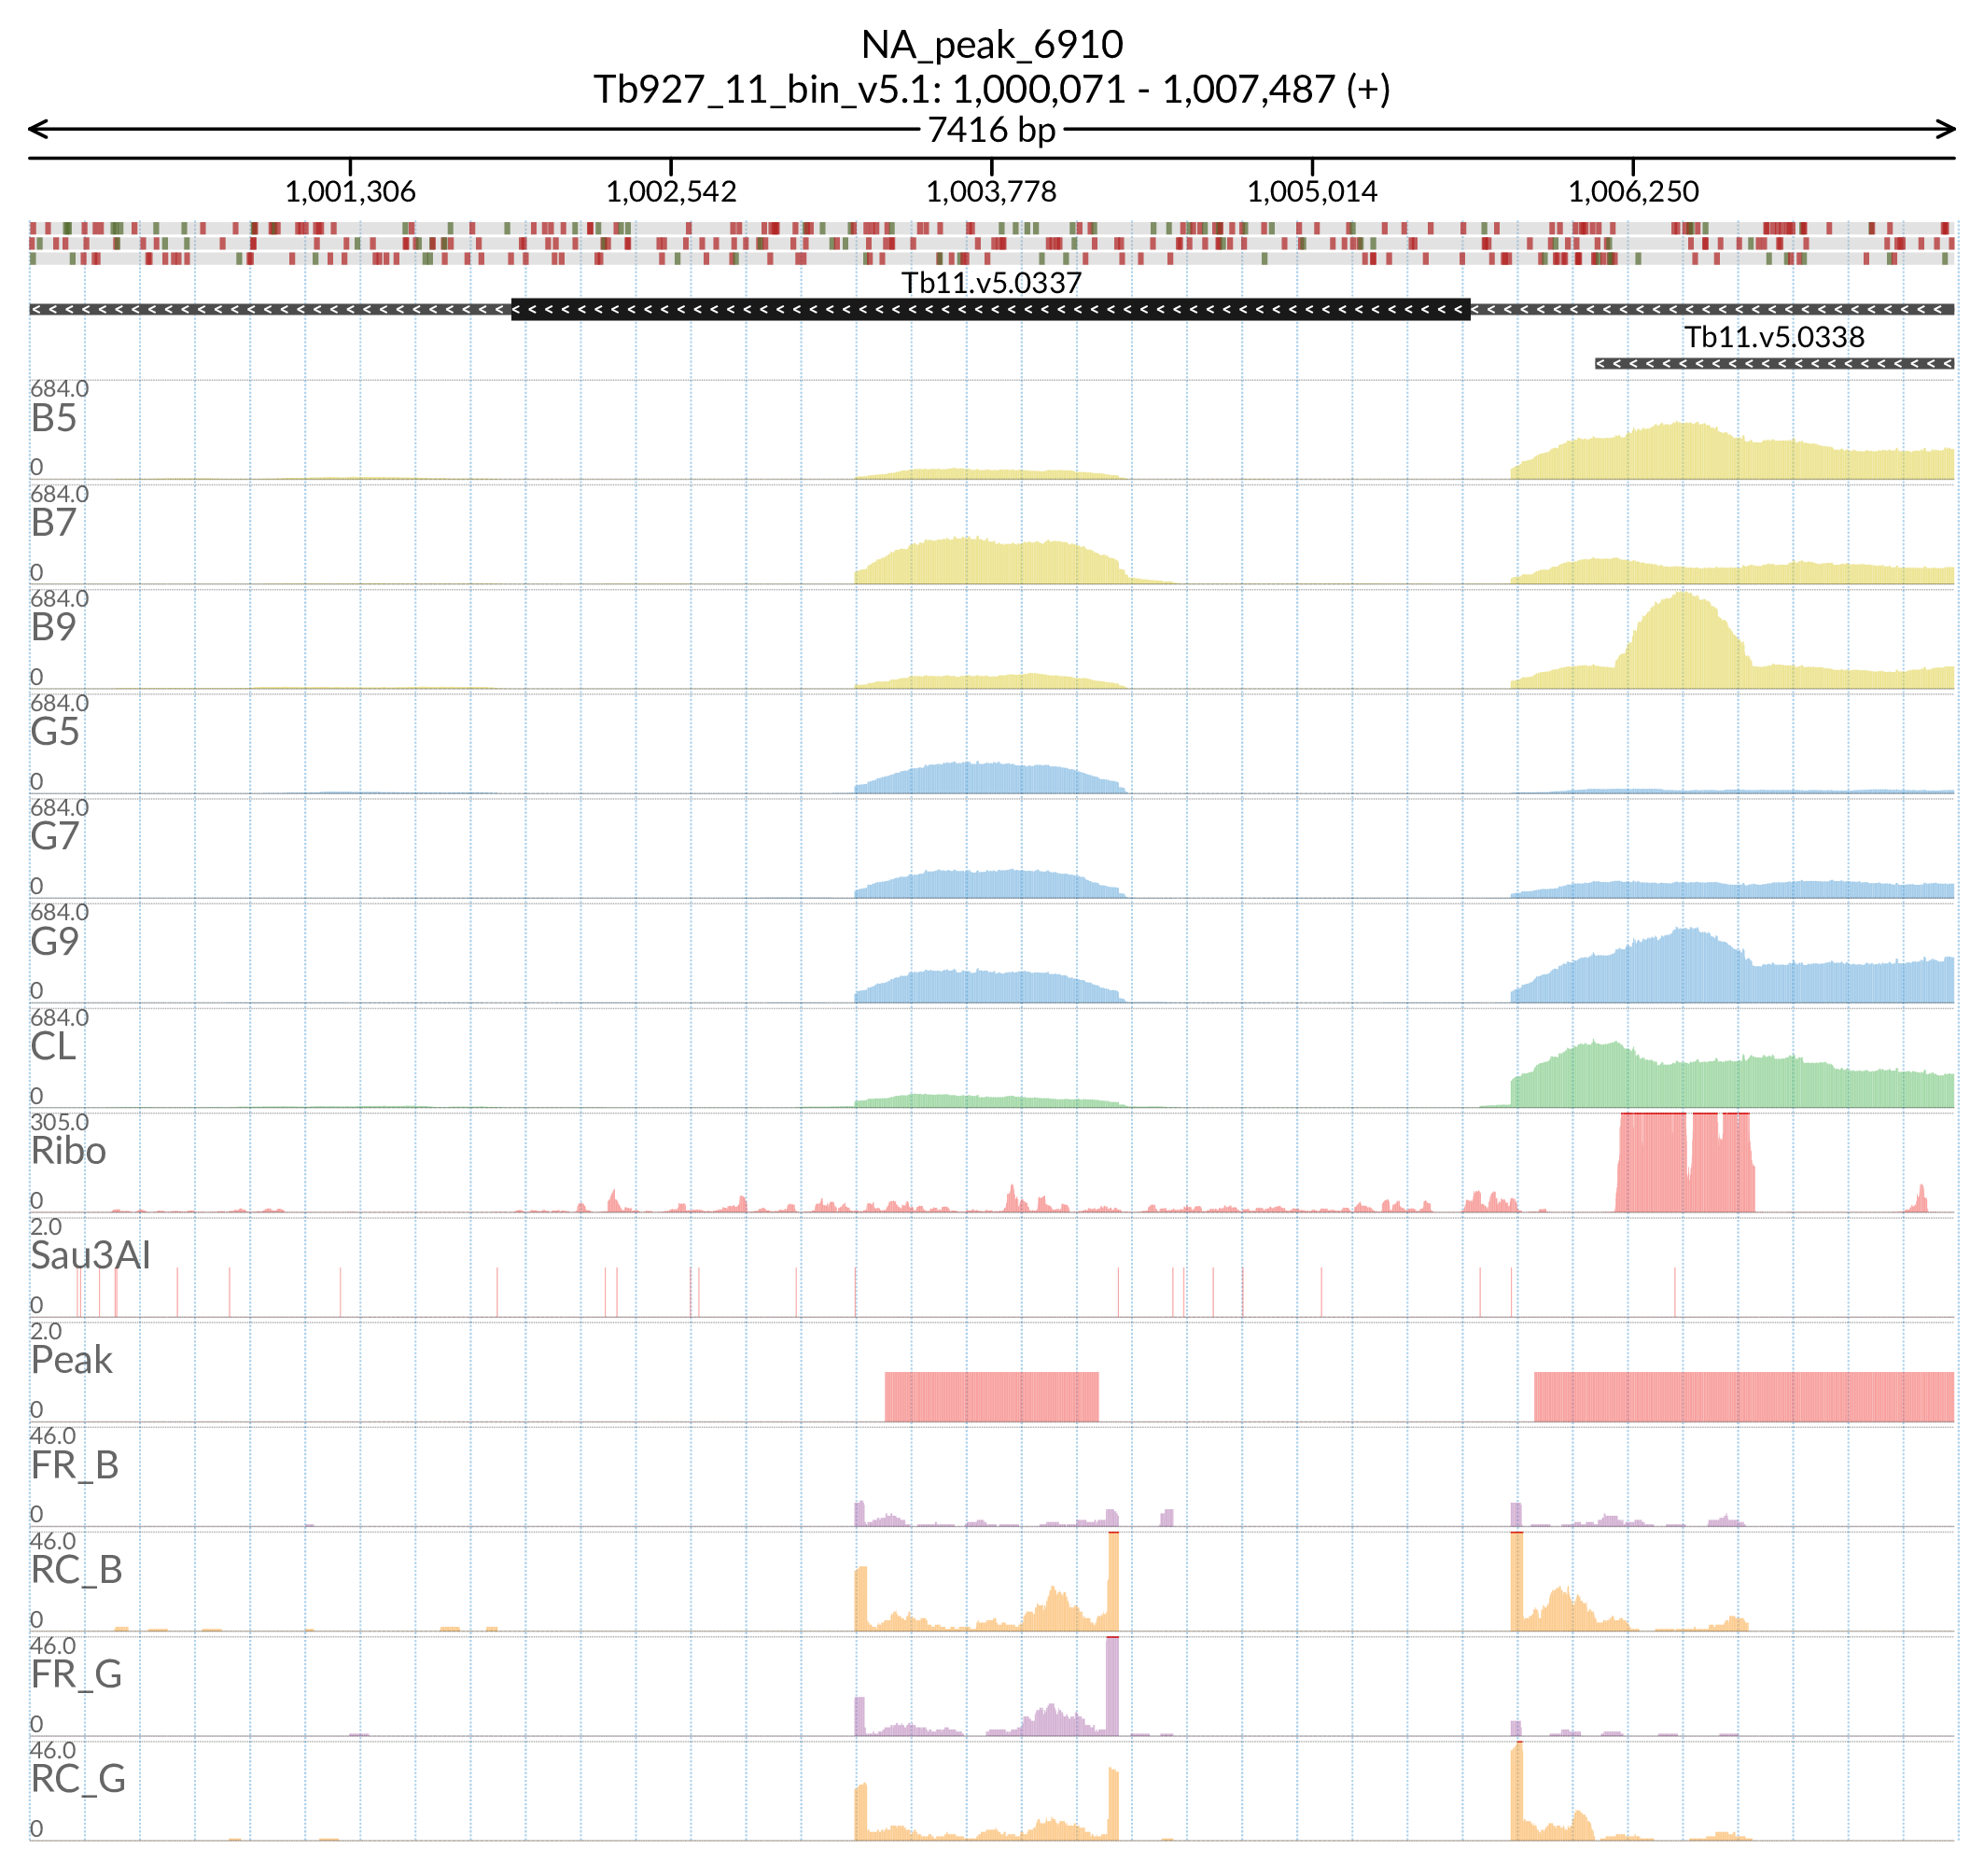 NA_peak_6910
Tb927_11_bin_v5.1: 1,000,071 - 1,007,487 (+)
7416 bp
1,001,306 1,002,542 1,003,778 1,005,014 1,006,250
Tb11.v5.0337
Tb11.v5.0338
684.0
B5
0
684.0
B7
0
684.0
B9
0
684.0
G5
0
684.0
G7
0
684.0
G9
0
684.0
CL
0
305.0
Ribo
0
2.0
Sau3AI
0
2.0
Peak
0
46.0
FR_B
0
46.0
RC_B
0
46.0
FR_G
0
46.0
RC_G
0